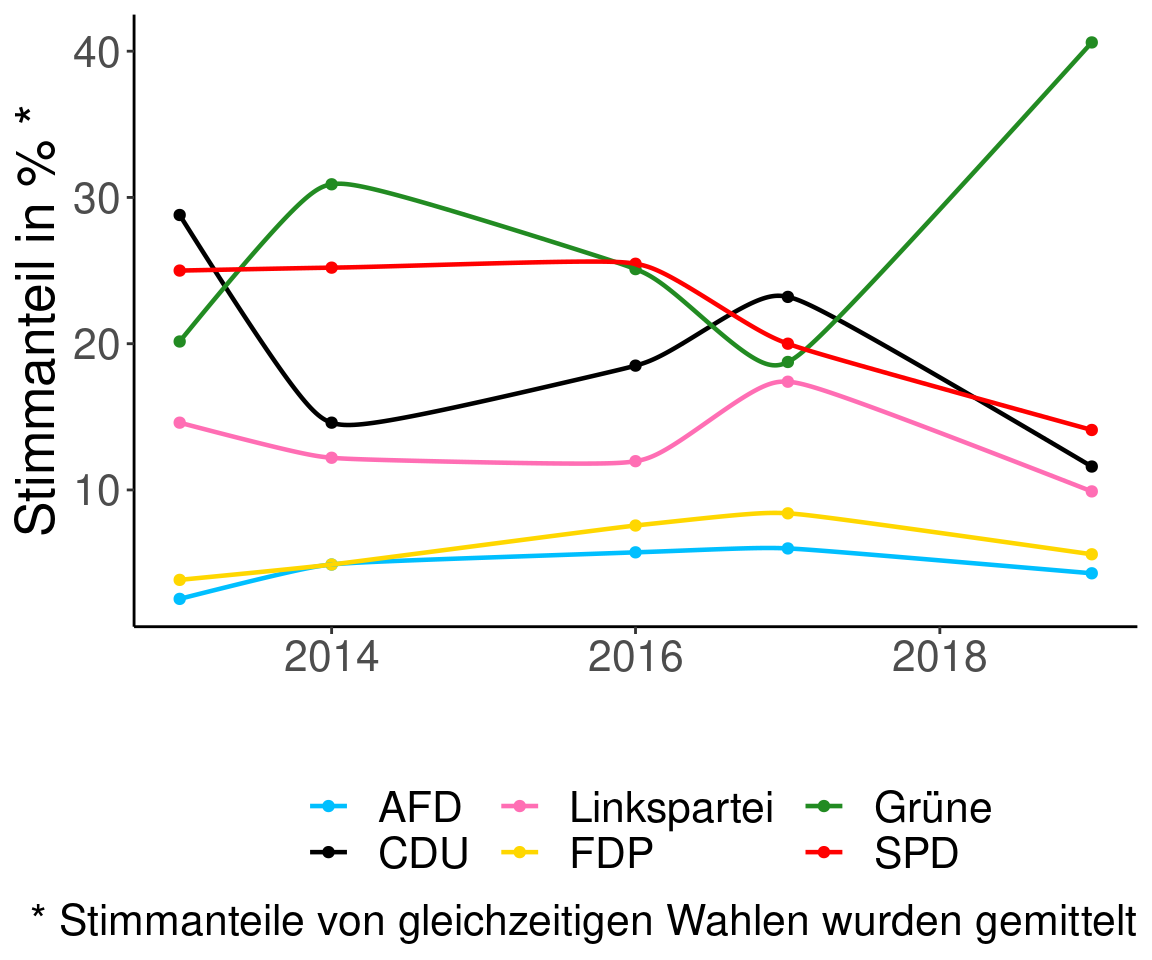 Stimmanteil in % *
40
30
20
10
2014 2016 2018
AFD Linkspartei Grüne
CDU FDP SPD
* Stimmanteile von gleichzeitigen Wahlen wurden gemittelt